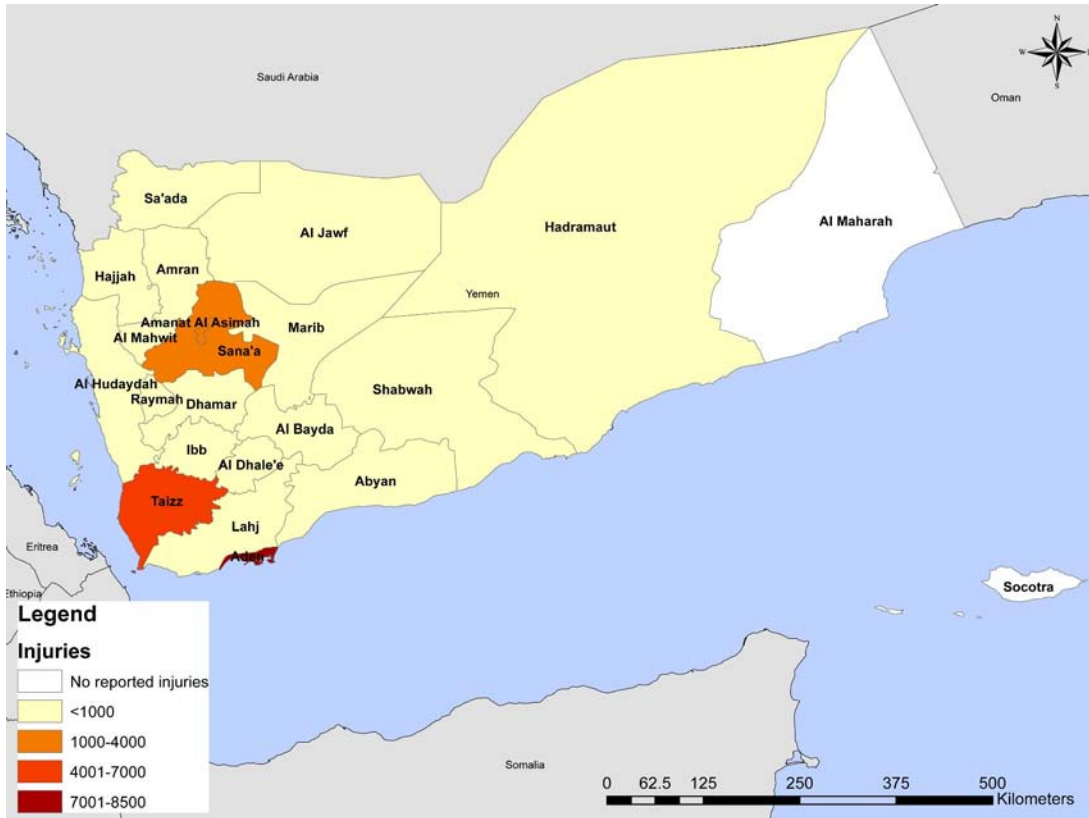 N
W
E
S
Saudi Arabia
Oman
Sa'ada
Al Jawf
Hadramaut
Al Maharah
Hajjah
Amran
Yemen
Amanat Al Asimah
Al Mahwit
Marib
Sana'a
Al Hudaydah
Raymah
Dhamar
Shabwah
Al Bayda
Ibb
Al Dhale'e
Abyan
Taizz
Lahj
Aden
Eritrea
Ethiopia
Socotra
Somalia
Legend
Injuries
No reported injuries
<1000
1000-4000
4001-7000
7001-8500
0 62.5 125 250 375 500
Kilometers